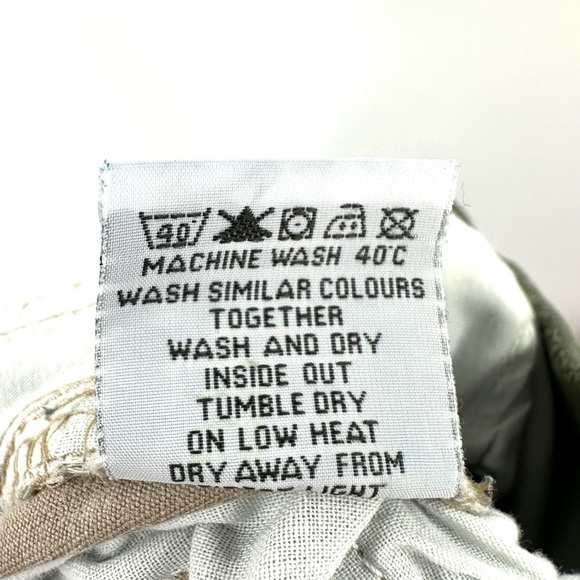 40°
MACHINE WASH 40°C
WASH SIMILAR COLOURS
TOGETHER
WASH AND DRY
INSIDE OUT
TUMBLE DRY
ON LOW HEAT
DRY AWAY FROM
LIGHT